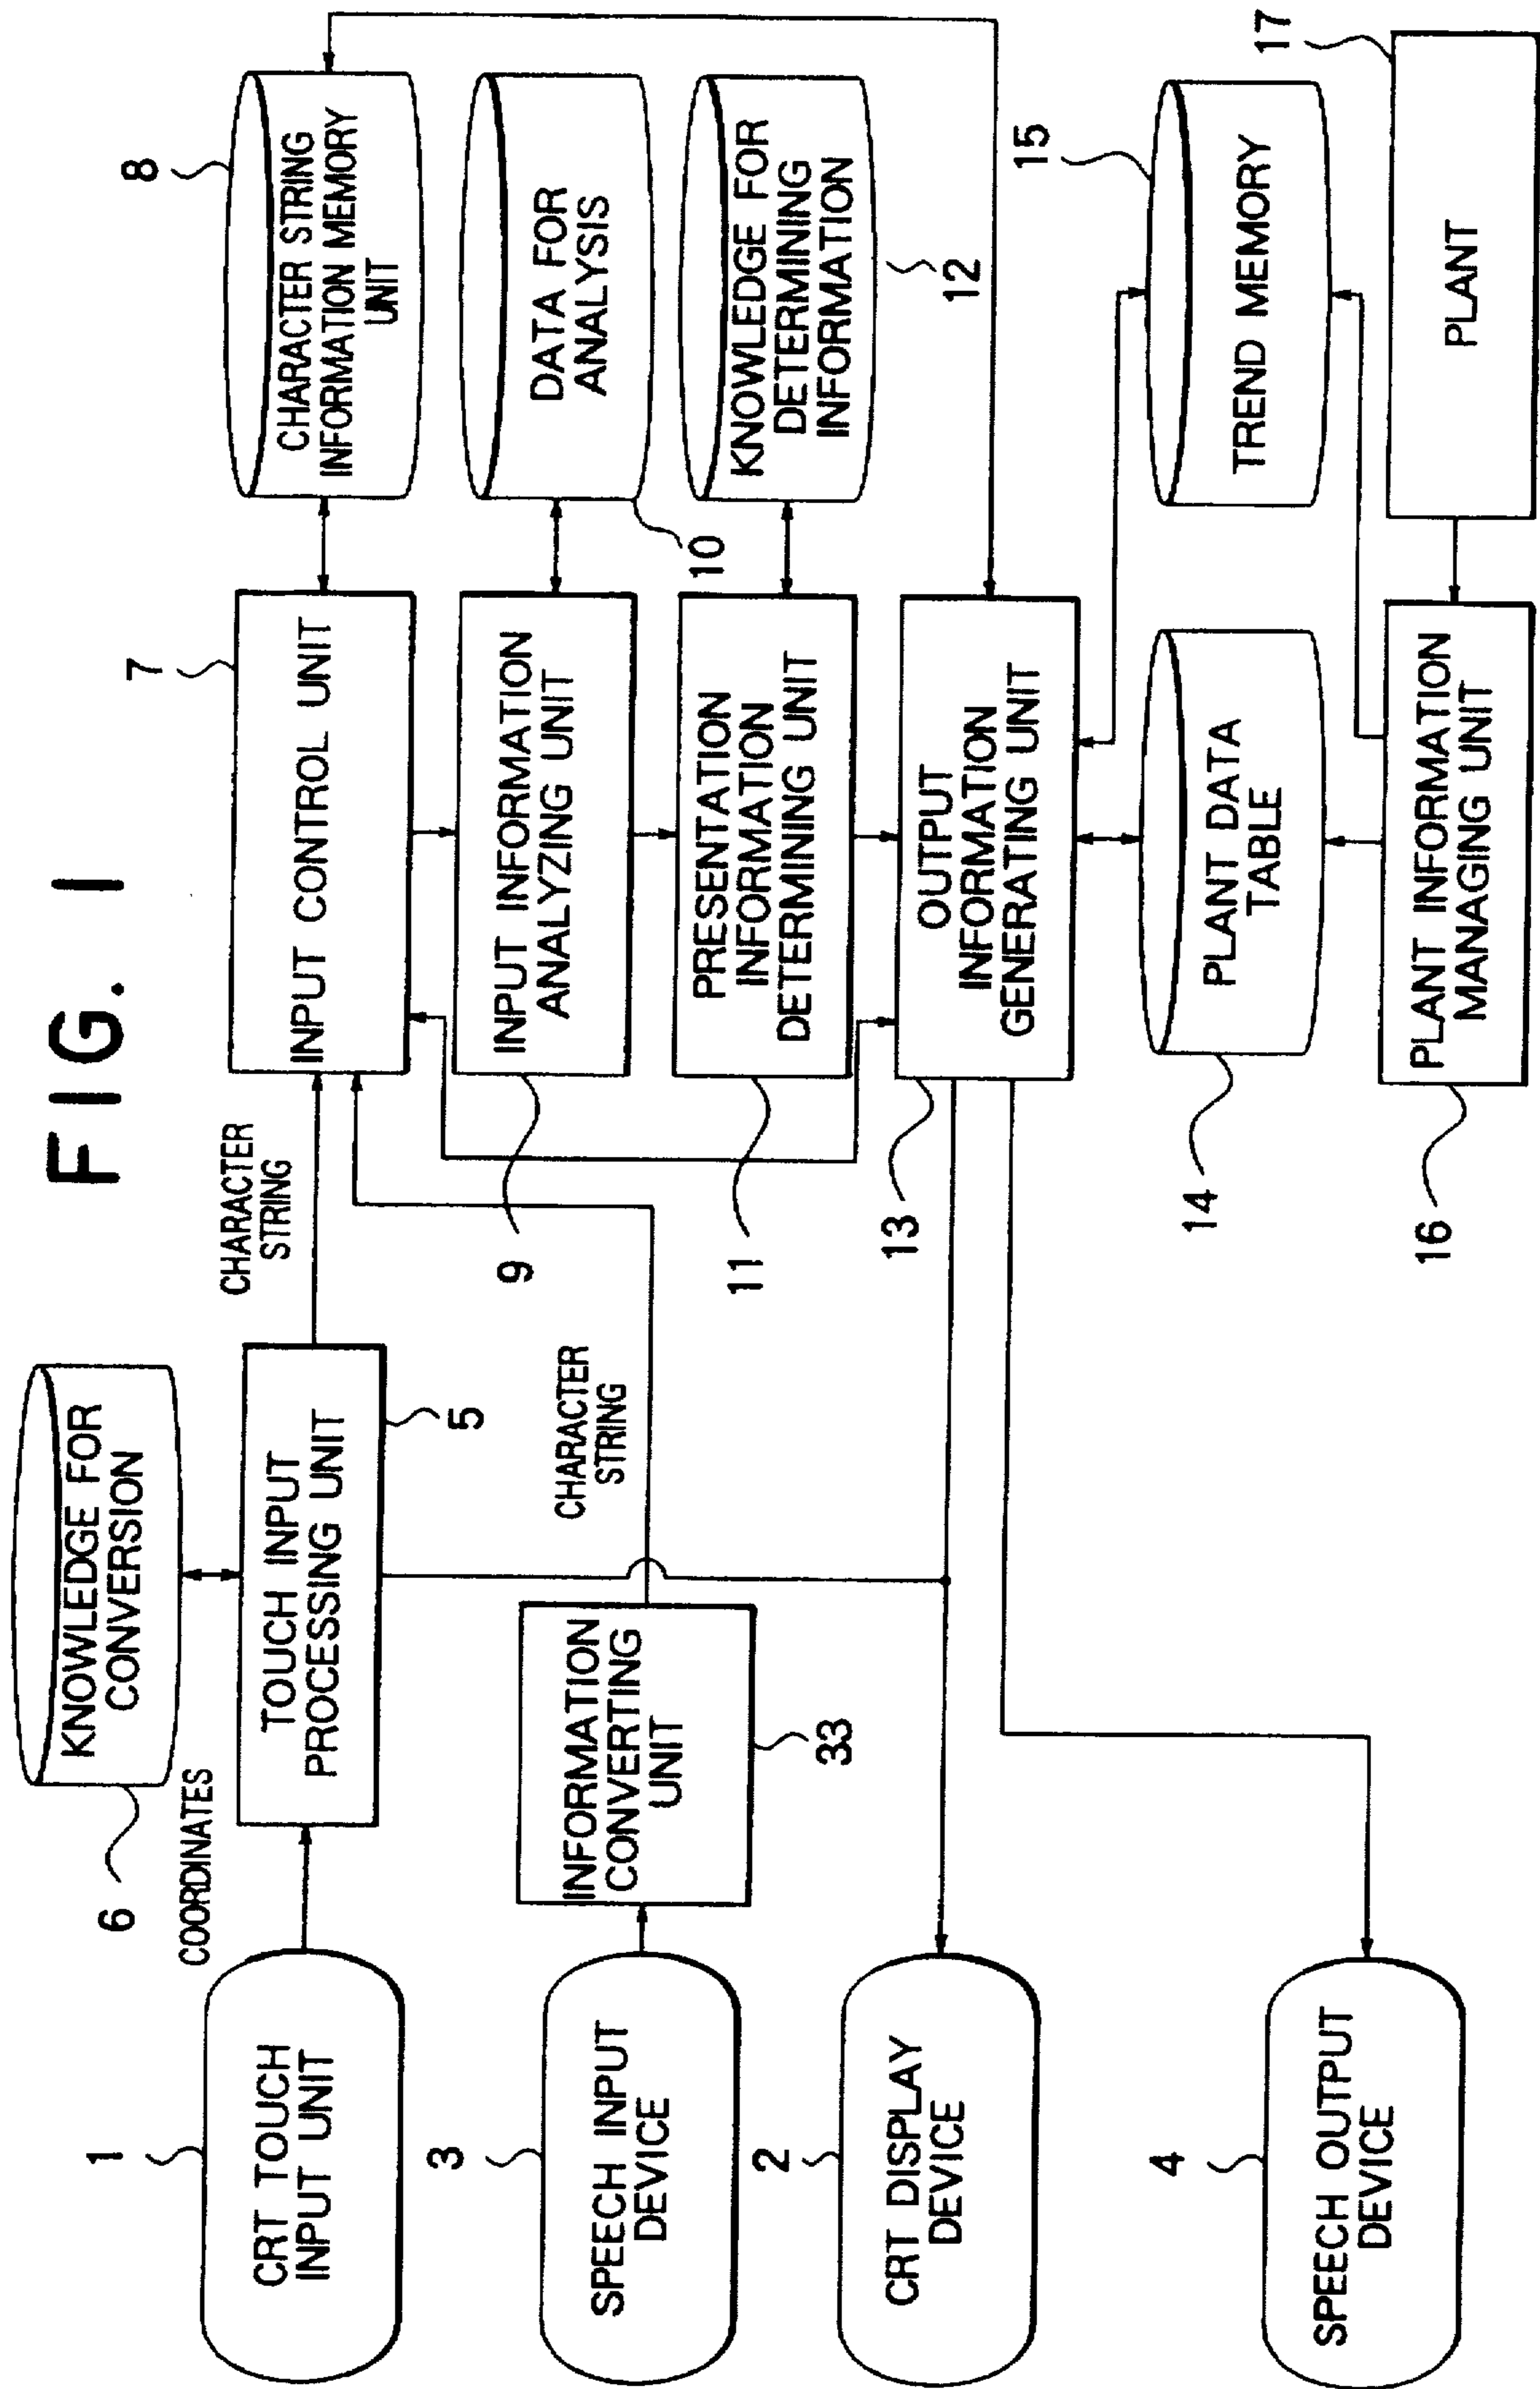 FIG. 1
1
CRT TOUCH
INPUT UNIT
COORDINATES
6
KNOWLEDGE FOR
CONVERSION
TOUCH INPUT
PROCESSING UNIT
5
CHARACTER
STRING
7
INPUT CONTROL UNIT
8
CHARACTER STRING
INFORMATION MEMORY
UNIT
3
SPEECH INPUT
DEVICE
INFORMATION
CONVERTING
UNIT
33
CHARACTER
STRING
9
INPUT INFORMATION
ANALYZING UNIT
10
DATA FOR
ANALYSIS
11
PRESENTATION
INFORMATION
DETERMINING UNIT
KNOWLEDGE FOR
DETERMINING
INFORMATION
12
2
CRT DISPLAY
DEVICE
13
OUTPUT
INFORMATION
GENERATING UNIT
4
SPEECH OUTPUT
DEVICE
14
PLANT DATA
TABLE
15
TREND MEMORY
16
PLANT INFORMATION
MANAGING UNIT
17
PLANT